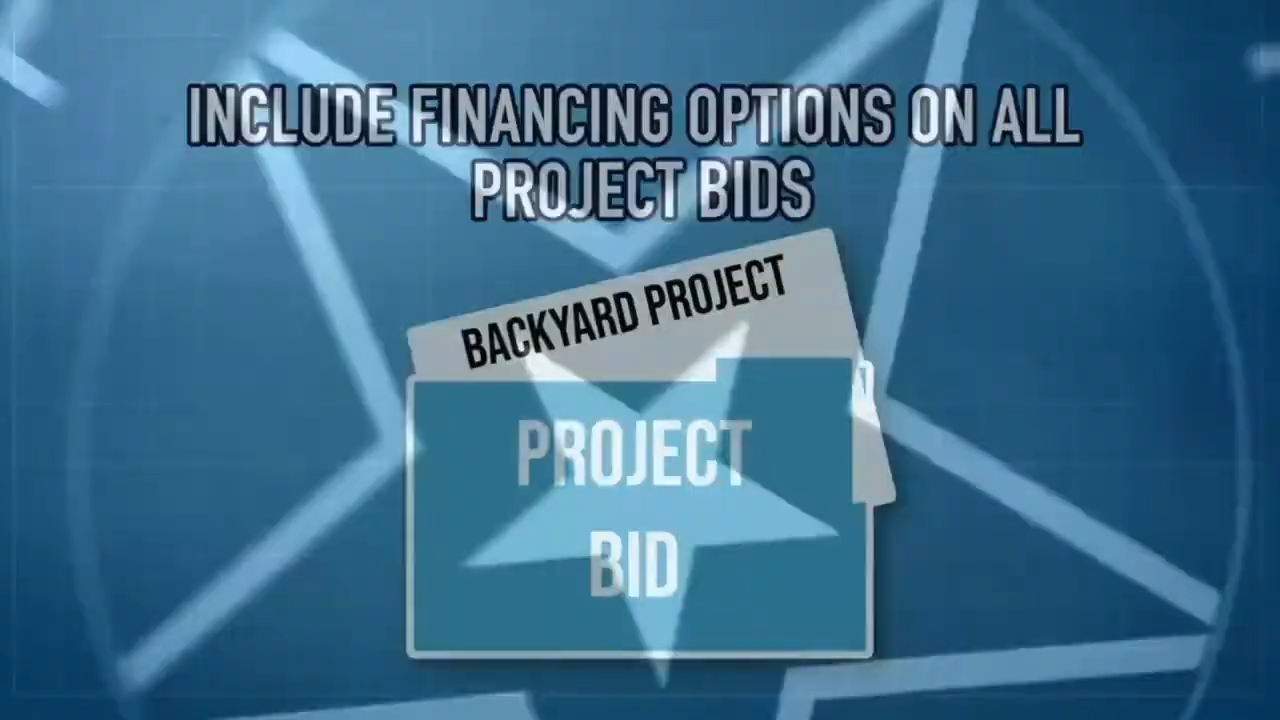 INCLUDE FINANCING OPTIONS ON ALL
PROJECT BIDS
BACKYARD PROJECT
PROJECT
BID